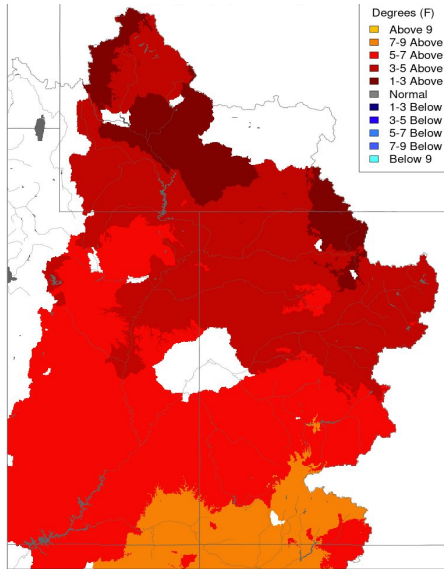 Degrees (F)
Above 9
7-9 Above
5-7 Above
3-5 Above
1-3 Above
Normal
1-3 Below
3-5 Below
5-7 Below
7-9 Below
Below 9